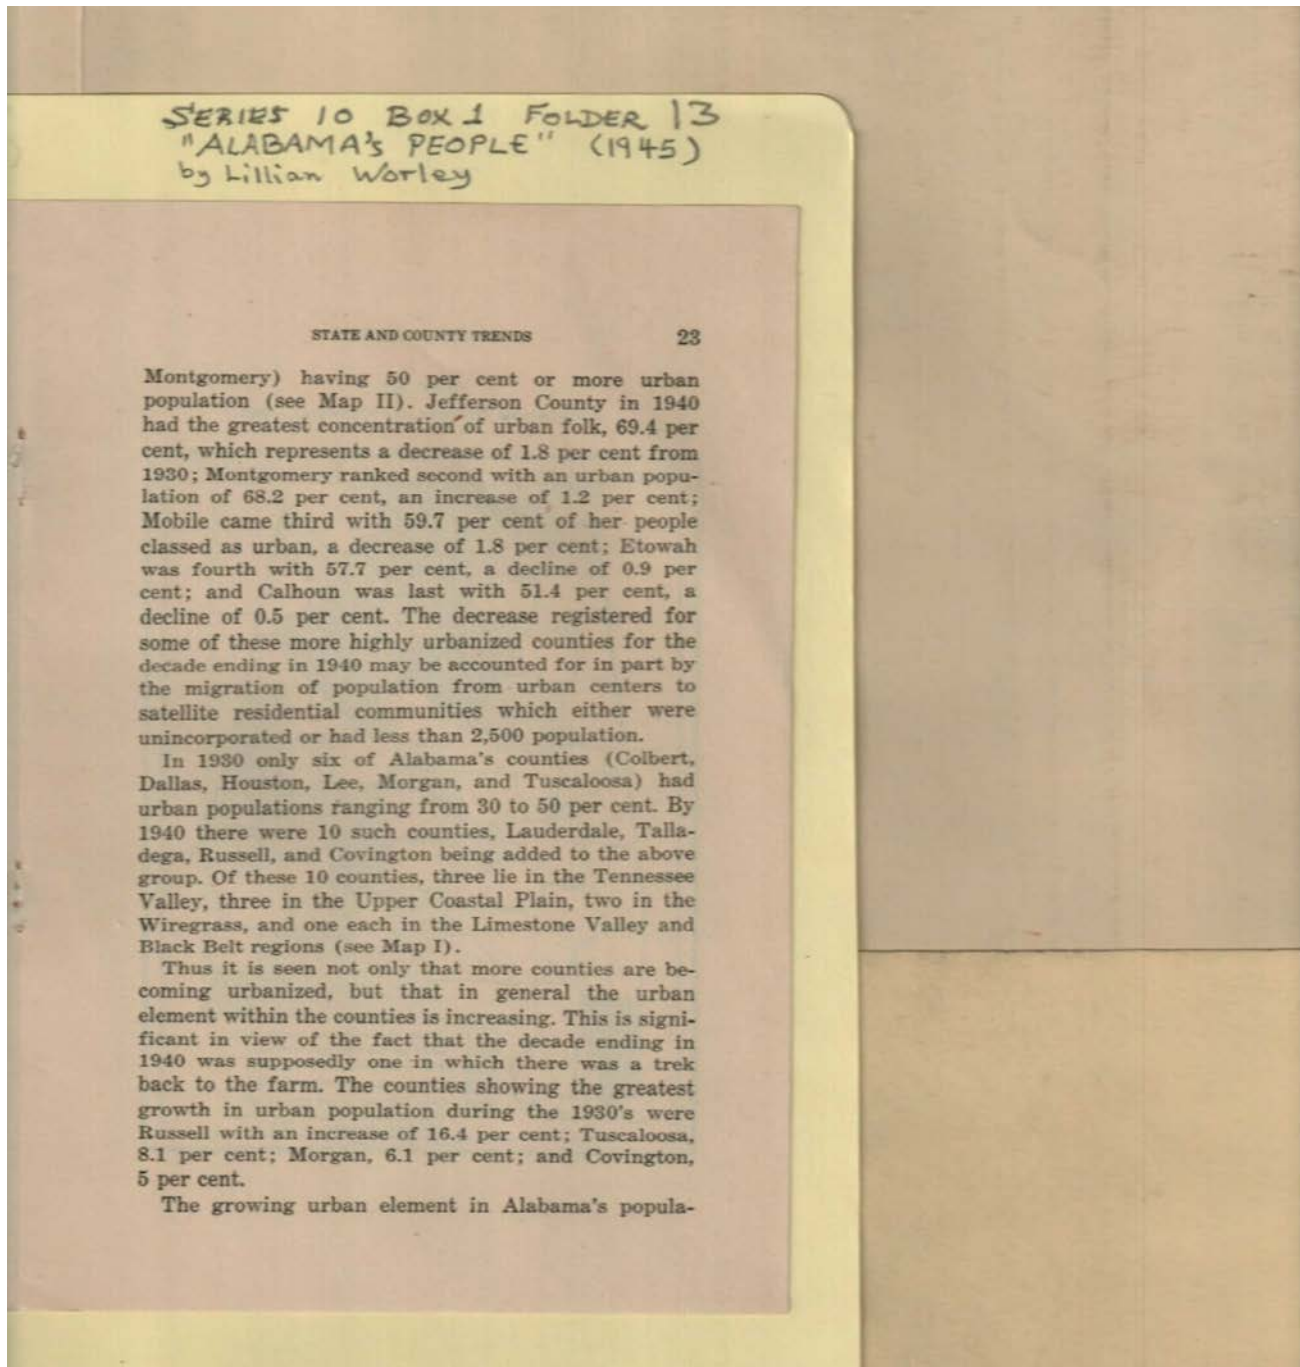 SERIES 10 BOX 1 FOLDER 13
"ALABAMA's PEOPLE" (1945)
by Lillian Worley
STATE AND COUNTY TRENDS 23
Montgomery) having 50 per cent or more urban
population (see Map II). Jefferson County in 1940
had the greatest concentration of urban folk, 69.4 per
cent, which represents a decrease of 1.8 per cent from
1930; Montgomery ranked second with an urban popu-
lation of 68.2 per cent, an increase of 1.2 per cent;
Mobile came third with 59.7 per cent of her people
classed as urban, a decrease of 1.8 per cent; Etowah
was fourth with 57.7 per cent, a decline of 0.9 per
cent; and Calhoun was last with 51.4 per cent, a
decline of 0.5 per cent. The decrease registered for
some of these more highly urbanized counties for the
decade ending in 1940 may be accounted for in part by
the migration of population from urban centers to
satellite residential communities which either were
unincorporated or had less than 2,500 population.
In 1930 only six of Alabama's counties (Colbert,
Dallas, Houston, Lee, Morgan, and Tuscaloosa) had
urban populations ranging from 30 to 50 per cent. By
1940 there were 10 such counties, Lauderdale, Talla-
dega, Russell, and Covington being added to the above
group. Of these 10 counties, three lie in the Tennessee
Valley, three in the Upper Coastal Plain, two in the
Wiregrass, and one each in the Limestone Valley and
Black Belt regions (see Map I).
Thus it is seen not only that more counties are be-
coming urbanized, but that in general the urban
element within the counties is increasing. This is signi-
ficant in view of the fact that the decade ending in
1940 was supposedly one in which there was a trek
back to the farm. The counties showing the greatest
growth in urban population during the 1930's were
Russell with an increase of 16.4 per cent; Tuscaloosa,
8.1 per cent; Morgan, 6.1 per cent; and Covington,
5 per cent.
The growing urban element in Alabama's popula-